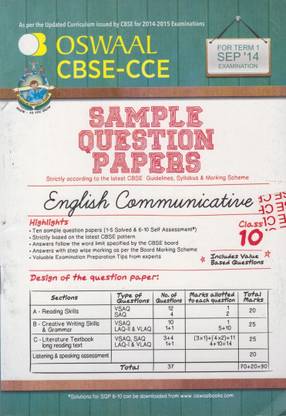 As per the Updated Curriculum issued by CBSE for 2014-2015 Examinations
OSWAAL
CBSE-CCE
FOR TERM 1
SEP '14
EXAMINATION
SAMPLE
QUESTION
PAPERS
Strictly according to the latest CBSE Guidelines, Syllabus & Marking Scheme
English Communicative
Class
10
Highlights
• Ten sample question papers (1-5 Solved & 6-10 Self Assessment*)
• Strictly based on the latest CBSE pattern
• Answers follow the word limit specified by the CBSE board
• Answers with step wise marking as per the Board Marking Scheme
• Valuable Examination Preparation Tips from experts
Includes Value
Based Questions
Design of the question paper:
Sections Type of Questions No. of Questions Marks allotted to each question Total Marks
A - Reading Skills VSAQ SAQ 12 4 1 2 20
B - Creative Writing Skills & Grammar VSAQ LAQ-II & VLAQ 10 1+1 1 5+10 25
C - Literature Textbook long reading text VSAQ, SAQ LAQ-I & VLAQ 3+4 1+1 (3×1)+(4×2)=11 4+10=14 25
Listening & speaking assessment 20
Total 37 70+20=90
*Solutions for SQP 6-10 can be downloaded from www.oswaalbooks.com